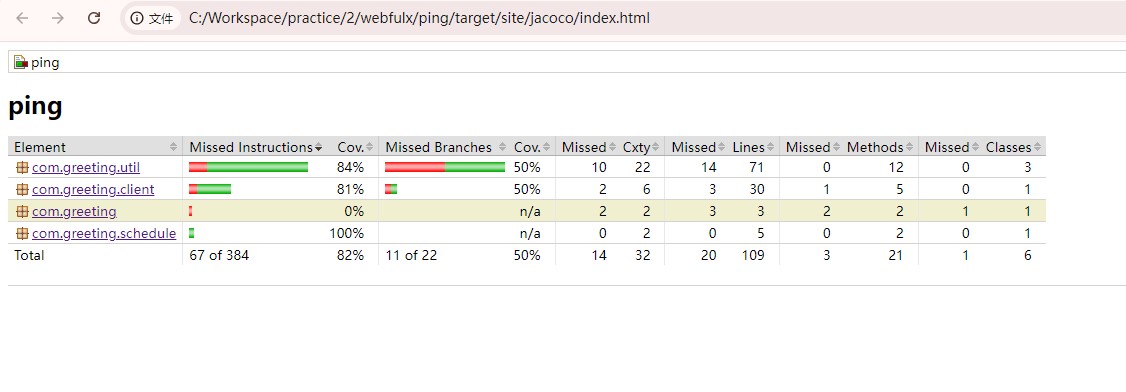 文件 C:/Workspace/practice/2/webfulx/ping/target/site/jacoco/index.html
ping
ping
Element Missed Instructions Cov. Missed Branches Cov. Missed Cxty Missed Lines Missed Methods Missed Classes
com.greeting.util 84% 50% 10 22 14 71 0 12 0 3
com.greeting.client 81% 50% 2 6 3 30 1 5 0 1
com.greeting 0% n/a 2 2 3 3 2 2 1 1
com.greeting.schedule 100% n/a 0 2 0 5 0 2 0 1
Total 67 of 384 82% 11 of 22 50% 14 32 20 109 3 21 1 6